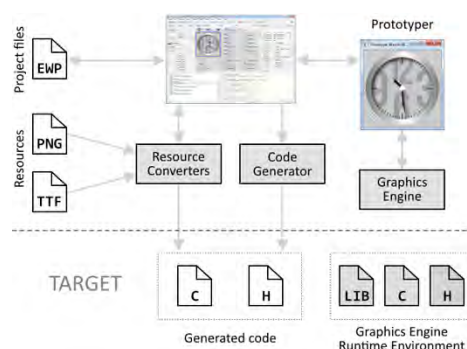 Prototyper
Project files
EWP
Resources
PNG
TTF
Resource
Converters
Code
Generator
Graphics
Engine
TARGET
C
H
LIB
C
H
Generated code
Graphics Engine
Runtime Environment